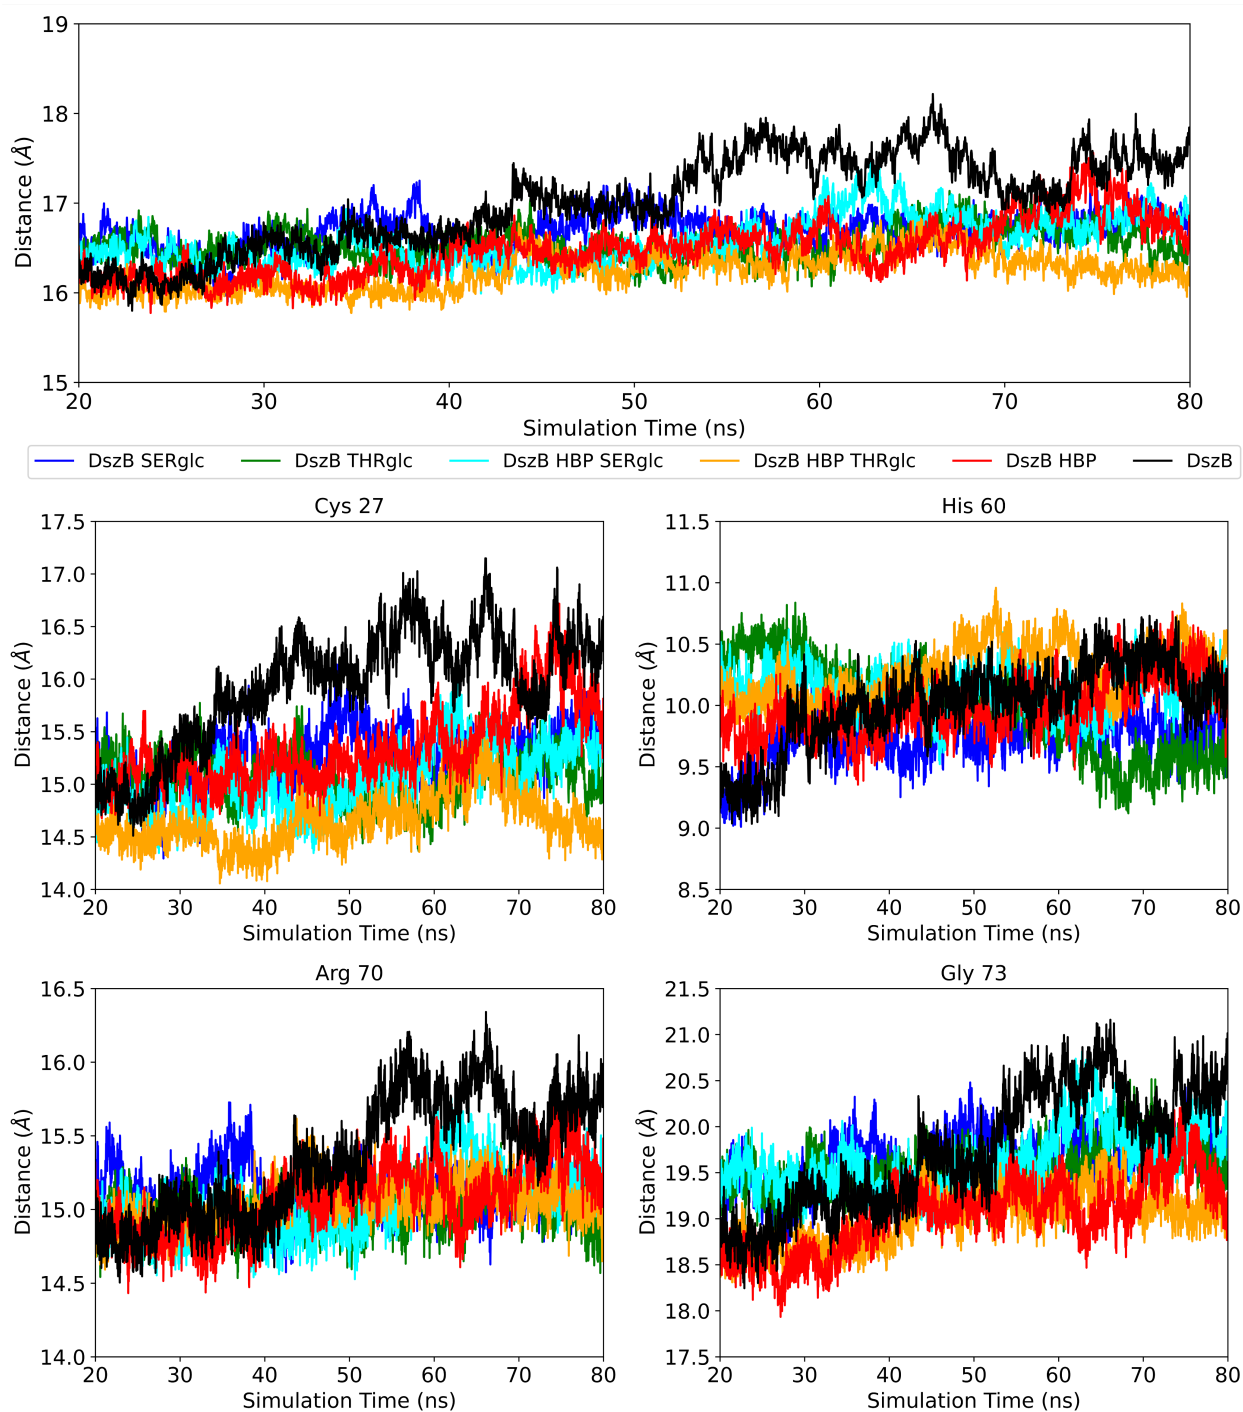 19
18
17
16
15
Distance (Å)
20 30 40 50 60 70 80
Simulation Time (ns)
DszB SERglc DszB THRglc DszB HBP SERglc DszB HBP THRglc DszB HBP DszB
Cys 27
17.5
17.0
16.5
16.0
15.5
15.0
14.5
14.0
Distance (Å)
20 30 40 50 60 70 80
Simulation Time (ns)
His 60
11.5
11.0
10.5
10.0
9.5
9.0
8.5
Distance (Å)
20 30 40 50 60 70 80
Simulation Time (ns)
Arg 70
16.5
16.0
15.5
15.0
14.5
14.0
Distance (Å)
20 30 40 50 60 70 80
Simulation Time (ns)
Gly 73
21.5
21.0
20.5
20.0
19.5
19.0
18.5
18.0
17.5
Distance (Å)
20 30 40 50 60 70 80
Simulation Time (ns)